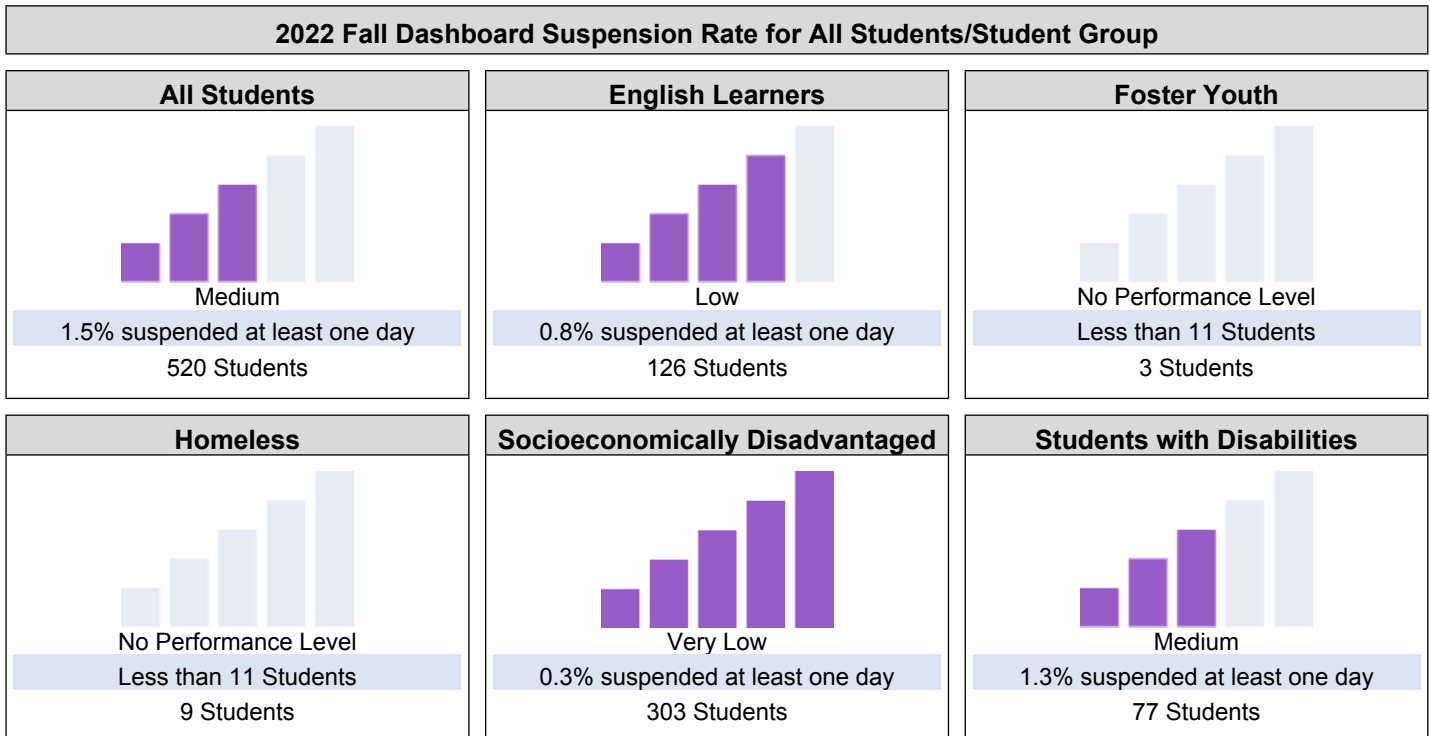 2022 Fall Dashboard Suspension Rate for All Students/Student Group
All Students
Medium
1.5% suspended at least one day
520 Students
English Learners
Low
0.8% suspended at least one day
126 Students
Foster Youth
No Performance Level
Less than 11 Students
3 Students
Homeless
No Performance Level
Less than 11 Students
9 Students
Socioeconomically Disadvantaged
Very Low
0.3% suspended at least one day
303 Students
Students with Disabilities
Medium
1.3% suspended at least one day
77 Students